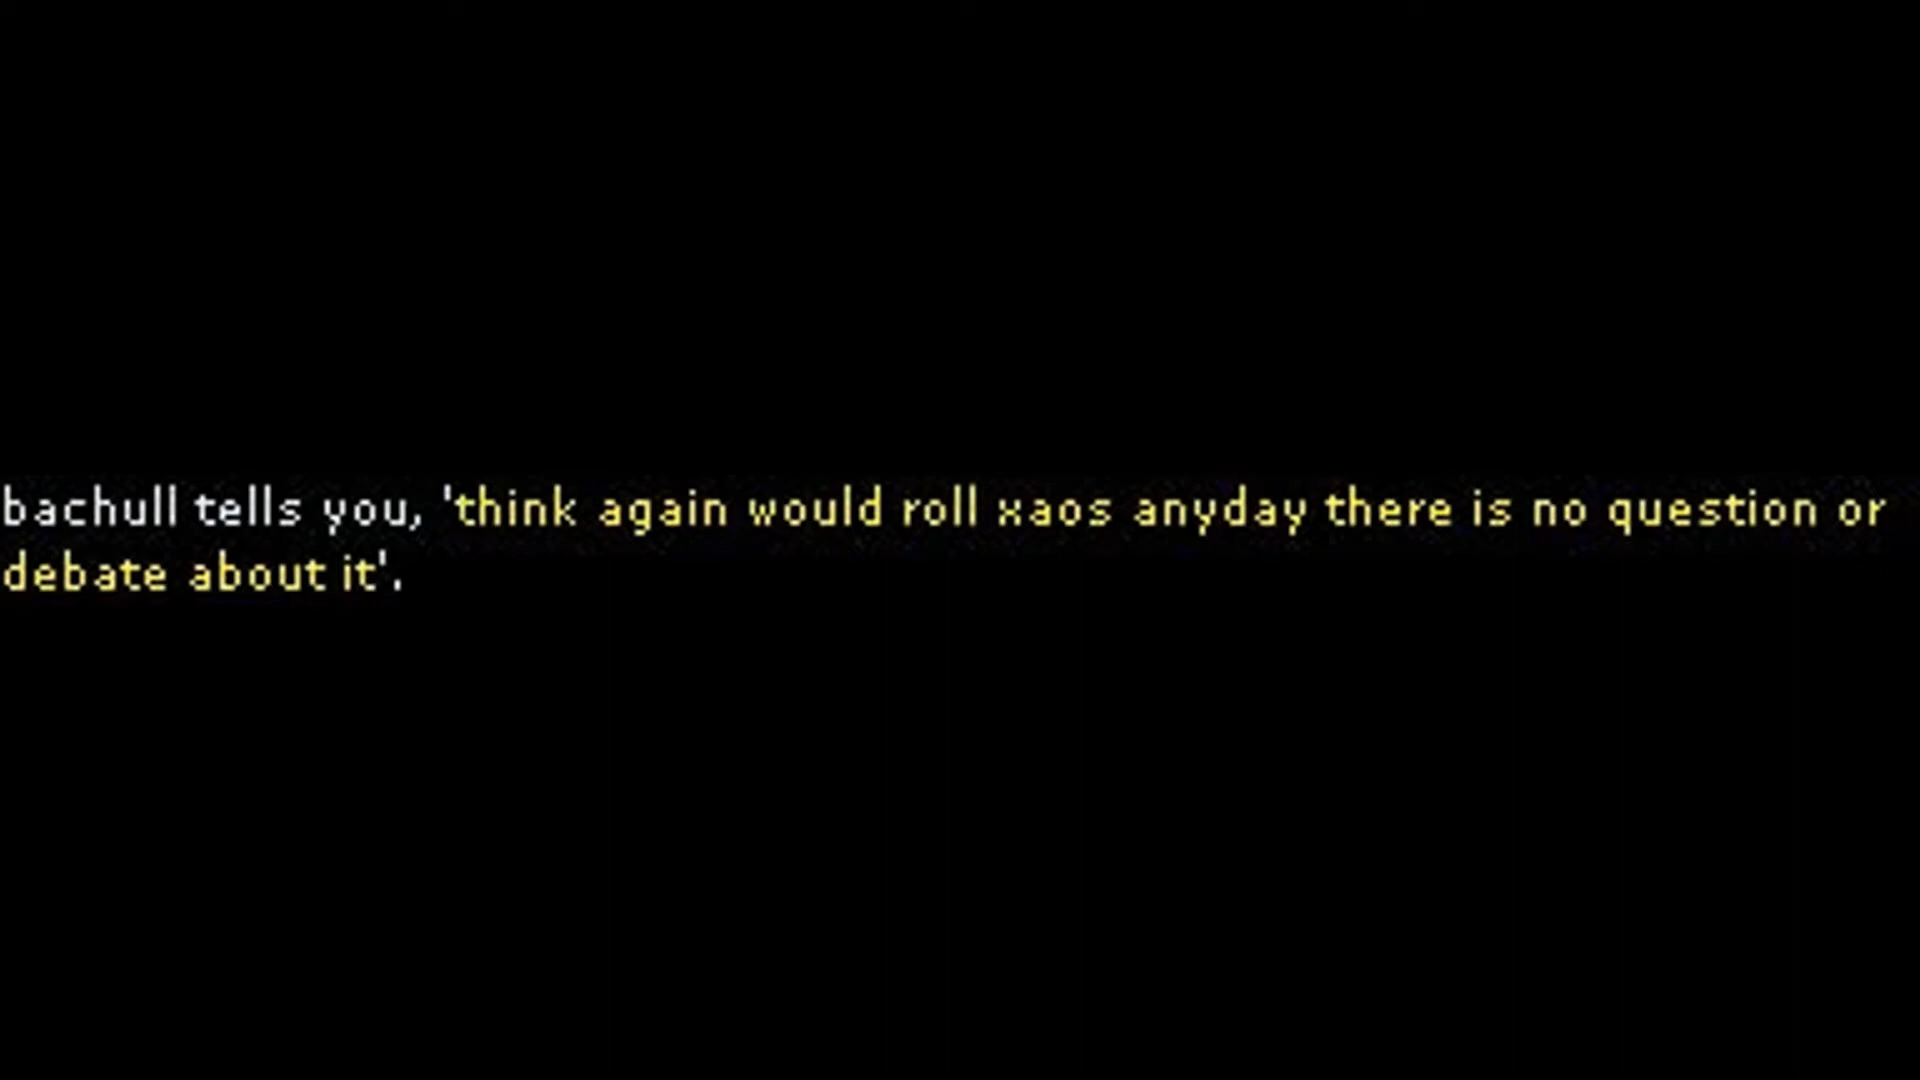 bachull tells you, 'think again would roll xaos anyday there is no question or
debate about it'.